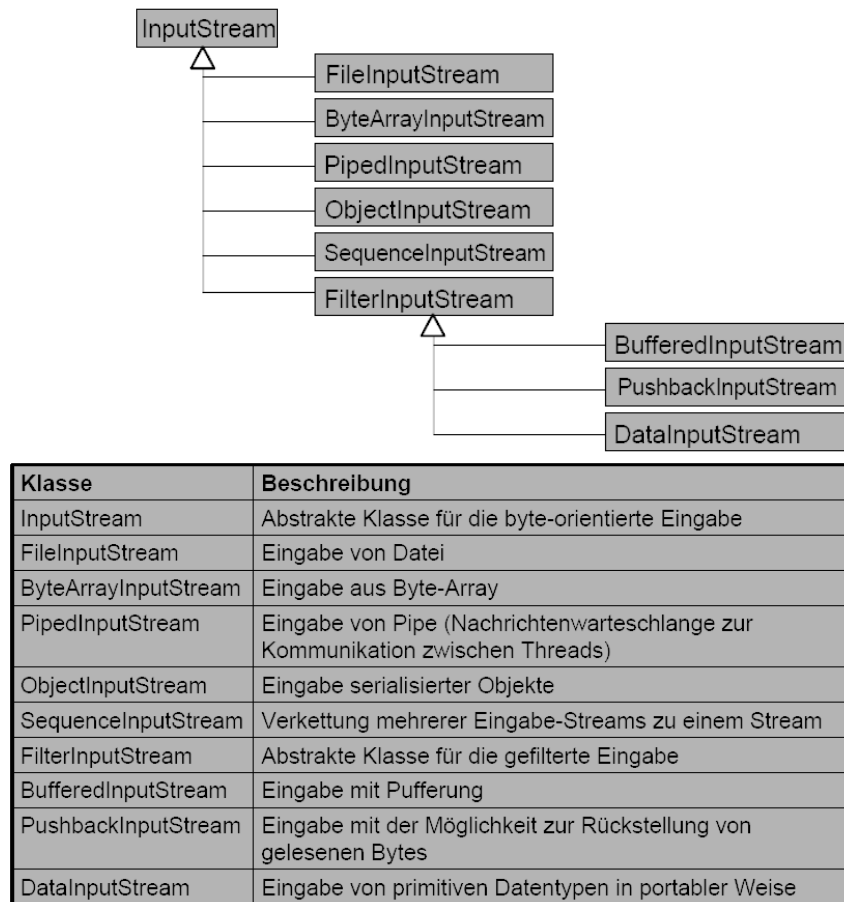 InputStream
FileInputStream
ByteArrayInputStream
PipedInputStream
ObjectInputStream
SequenceInputStream
FilterInputStream
BufferedInputStream
PushbackInputStream
DataInputStream
Klasse Beschreibung
InputStream Abstrakte Klasse für die byte-orientierte Eingabe
FileInputStream Eingabe von Datei
ByteArrayInputStream Eingabe aus Byte-Array
PipedInputStream Eingabe von Pipe (Nachrichtenwarteschlange zur
Kommunikation zwischen Threads)
ObjectInputStream Eingabe serialisierter Objekte
SequenceInputStream Verkettung mehrerer Eingabe-Streams zu einem Stream
FilterInputStream Abstrakte Klasse für die gefilterte Eingabe
BufferedInputStream Eingabe mit Pufferung
PushbackInputStream Eingabe mit der Möglichkeit zur Rückstellung von
gelesenen Bytes
DataInputStream Eingabe von primitiven Datentypen in portabler Weise